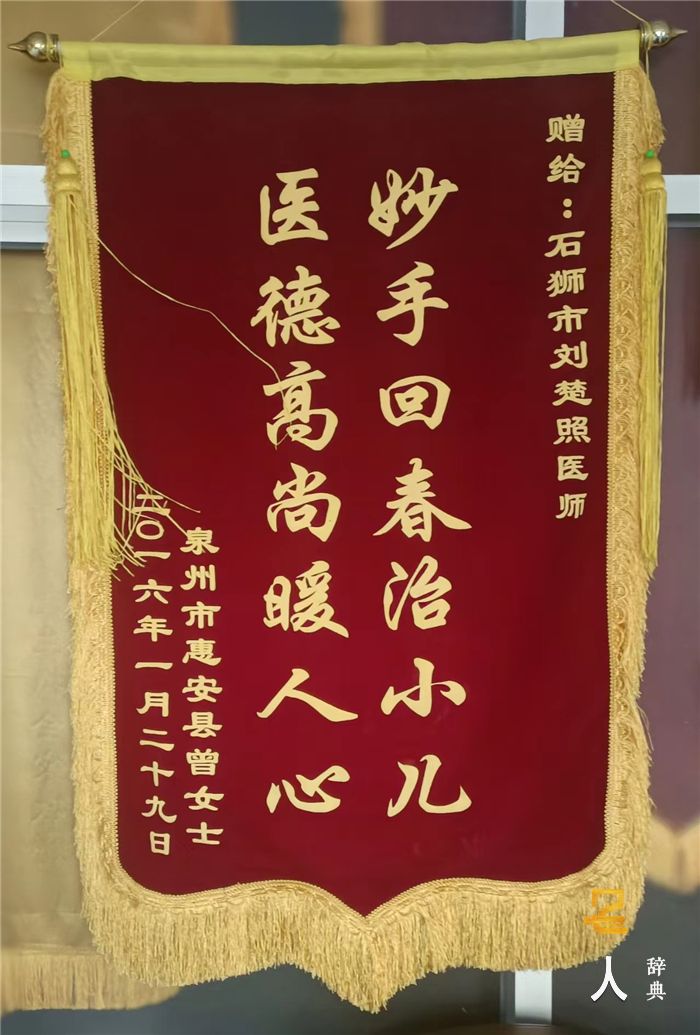 赠给：石狮市刘楚照医师
妙手回春治小儿
医德高尚暖人心
泉州市惠安县曾女士
二〇一六年一月二十九日
人
辞典